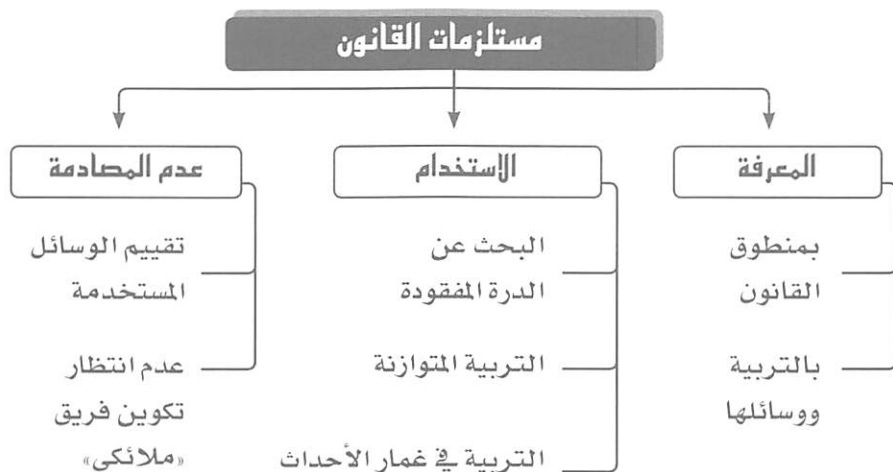 مستلزمات القانون
المعرفة
بمنطوق
القانون
بالتربية
ووسائلها
الاستخدام
البحث عن
الدرة المفقودة
التربية المتوازنة
التربية في غمار الأحداث
عدم المصادمة
تقييم الوسائل
المستخدمة
عدم انتظار
تكوين فريق
«ملائكي»